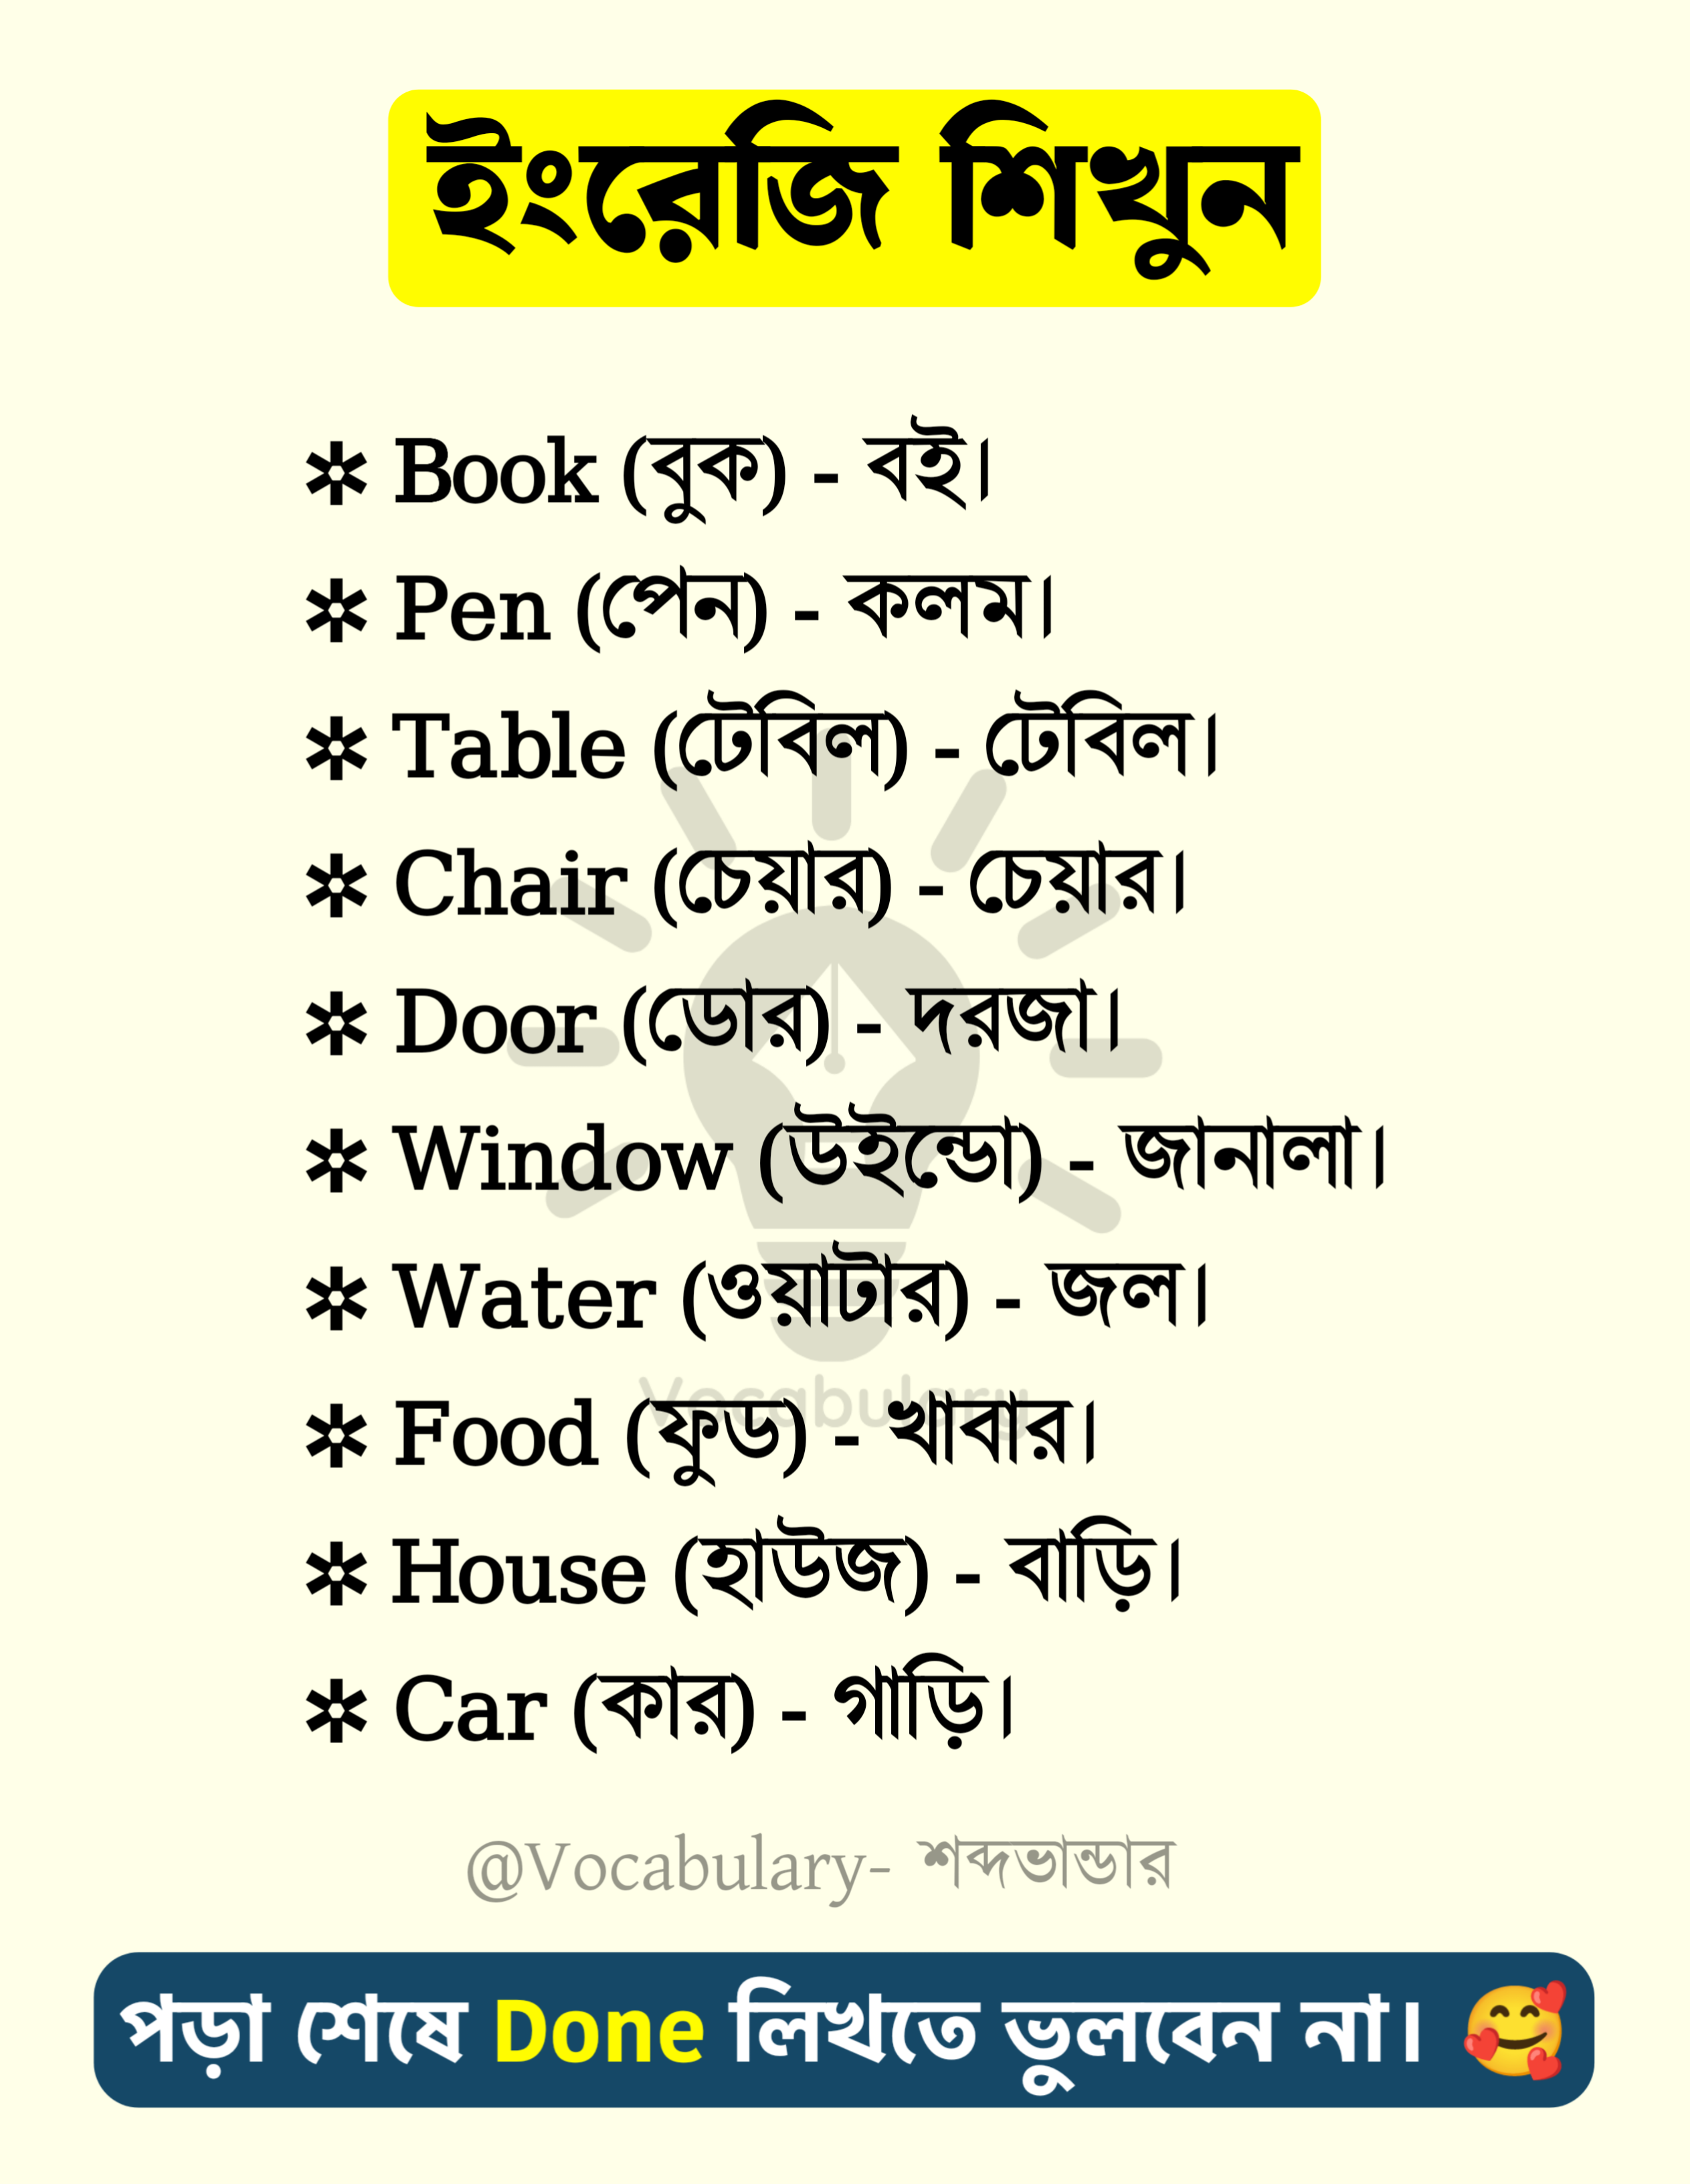 ইংরেজি শিখুন
* Book (বুক) - বই।
* Pen (পেন) - কলম।
* Table (টেবিল) - টেবিল।
* Chair (চেয়ার) - চেয়ার।
* Door (ডোর) - দরজা।
* Window (উইন্ডো) - জানালা।
* Water (ওয়াটার) - জল।
Vocabulary
* Food (ফুড) - খাবার।
* House (হাউজ) - বাড়ি।
* Car (কার) - গাড়ি।
@Vocabulary- শব্দভাডার
পড়া শেষে Done লিখতে ভুলবেন না। 🥰